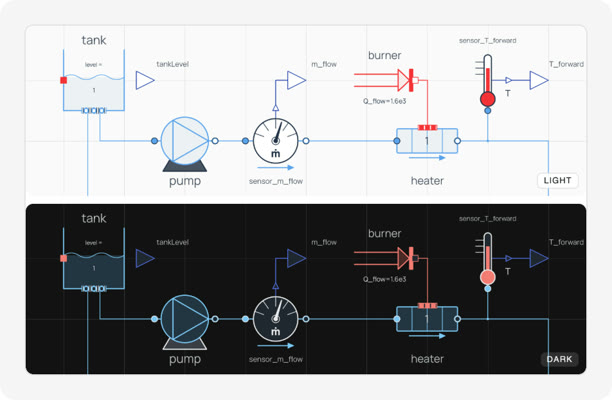 tank
level =
1
tankLevel
pump
ṁ
sensor_m_flow
m_flow
burner
Q_flow=1.6e3
1
heater
sensor_T_forward
T
T_forward
LIGHT
tank
level =
1
tankLevel
pump
ṁ
sensor_m_flow
m_flow
burner
Q_flow=1.6e3
1
heater
sensor_T_forward
T
T_forward
DARK